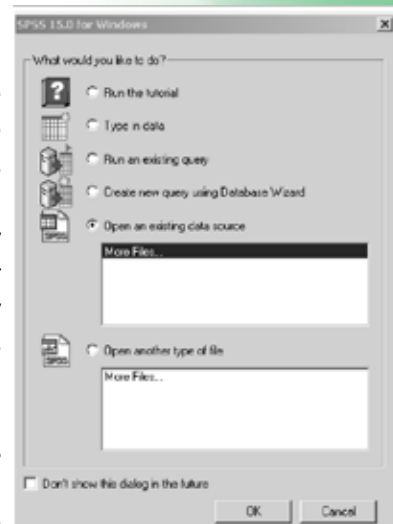 SPSS 15.0 for Windows
What would you like to do?
Run the tutorial
Type in data
Run an existing query
Create new query using Database Wizard
Open an existing data source
More Files...
Open another type of file
More Files...
Don't show this dialog in the future
OK Cancel